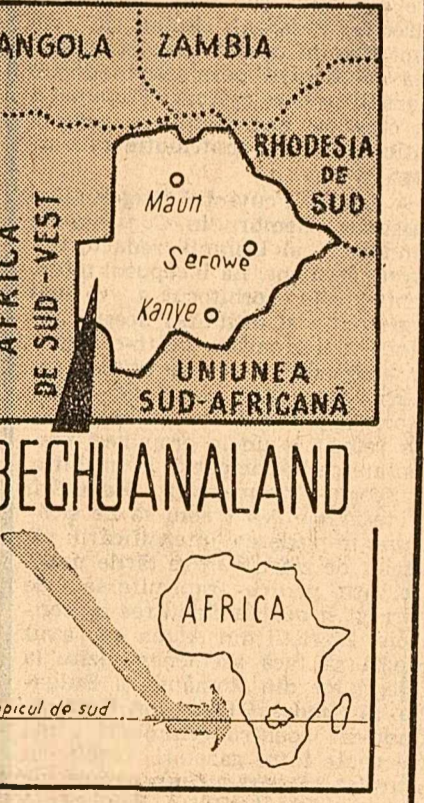 ANGOLA ZAMBIA
RHODESIA
DE
SUD
Maun
AFRICA
DE SUD-VEST
Serowe
Kanye
UNIUNEA
SUD-AFRICANĂ
BECHUANALAND
AFRICA
opicul de sud